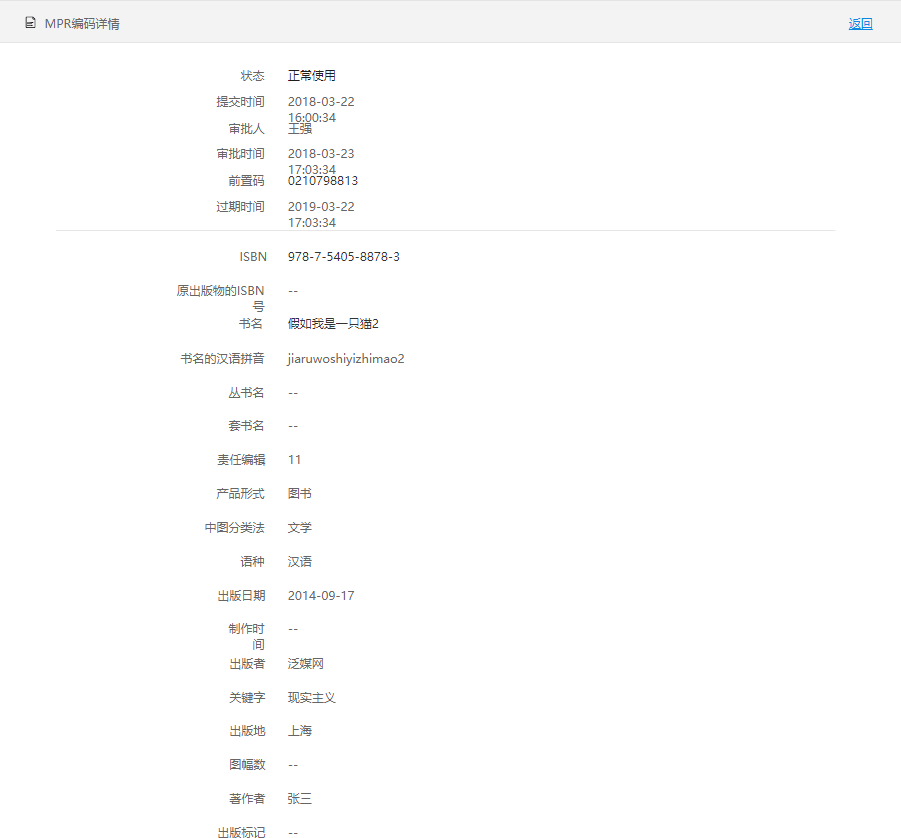 MPR编码详情 返回
状态 正常使用
提交时间 2018-03-22
16:00:34
审批人 王强
审批时间 2018-03-23
17:03:34
前置码 0210798813
过期时间 2019-03-22
17:03:34
ISBN 978-7-5405-8878-3
原出版物的ISBN --
号
书名 假如我是一只猫2
书名的汉语拼音 jiaruwoshiyizhimao2
丛书名 --
套书名 --
责任编辑 11
产品形式 图书
中图分类法 文学
语种 汉语
出版日期 2014-09-17
制作时 --
间
出版者 泛媒网
关键字 现实主义
出版地 上海
图幅数 --
著作者 张三
出版标记 --